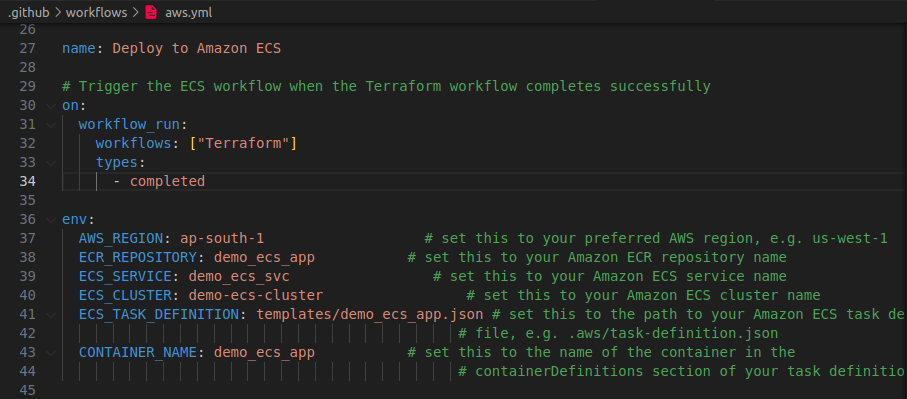 .github > workflows > aws.yml
26
27 name: Deploy to Amazon ECS
28
29 # Trigger the ECS workflow when the Terraform workflow completes successfully
30 on:
31   workflow_run:
32     workflows: ["Terraform"]
33     types:
34       - completed
35
36 env:
37   AWS_REGION: ap-south-1                   # set this to your preferred AWS region, e.g. us-west-1
38   ECR_REPOSITORY: demo_ecs_app           # set this to your Amazon ECR repository name
39   ECS_SERVICE: demo_ecs_svc                 # set this to your Amazon ECS service name
40   ECS_CLUSTER: demo-ecs-cluster                 # set this to your Amazon ECS cluster name
41   ECS_TASK_DEFINITION: templates/demo_ecs_app.json # set this to the path to your Amazon ECS task de
42                                                # file, e.g. .aws/task-definition.json
43   CONTAINER_NAME: demo_ecs_app           # set this to the name of the container in the
44                                                # containerDefinitions section of your task definitio
45